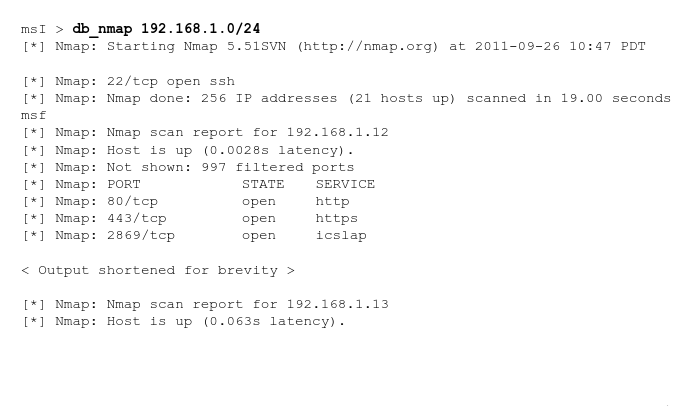 msI > db_nmap 192.168.1.0/24
[*] Nmap: Starting Nmap 5.51SVN (http://nmap.org) at 2011-09-26 10:47 PDT
[*] Nmap: 22/tcp open ssh
[*] Nmap: Nmap done: 256 IP addresses (21 hosts up) scanned in 19.00 seconds
msf
[*] Nmap: Nmap scan report for 192.168.1.12
[*] Nmap: Host is up (0.0028s latency).
[*] Nmap: Not shown: 997 filtered ports
[*] Nmap: PORT STATE SERVICE
[*] Nmap: 80/tcp open http
[*] Nmap: 443/tcp open https
[*] Nmap: 2869/tcp open icslap
< Output shortened for brevity >
[*] Nmap: Nmap scan report for 192.168.1.13
[*] Nmap: Host is up (0.063s latency).